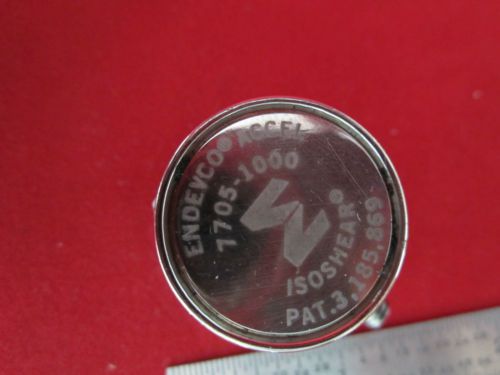 ENDEVCO® ACCEL
7705-1000
ISOSHEAR®
PAT.3,185,869